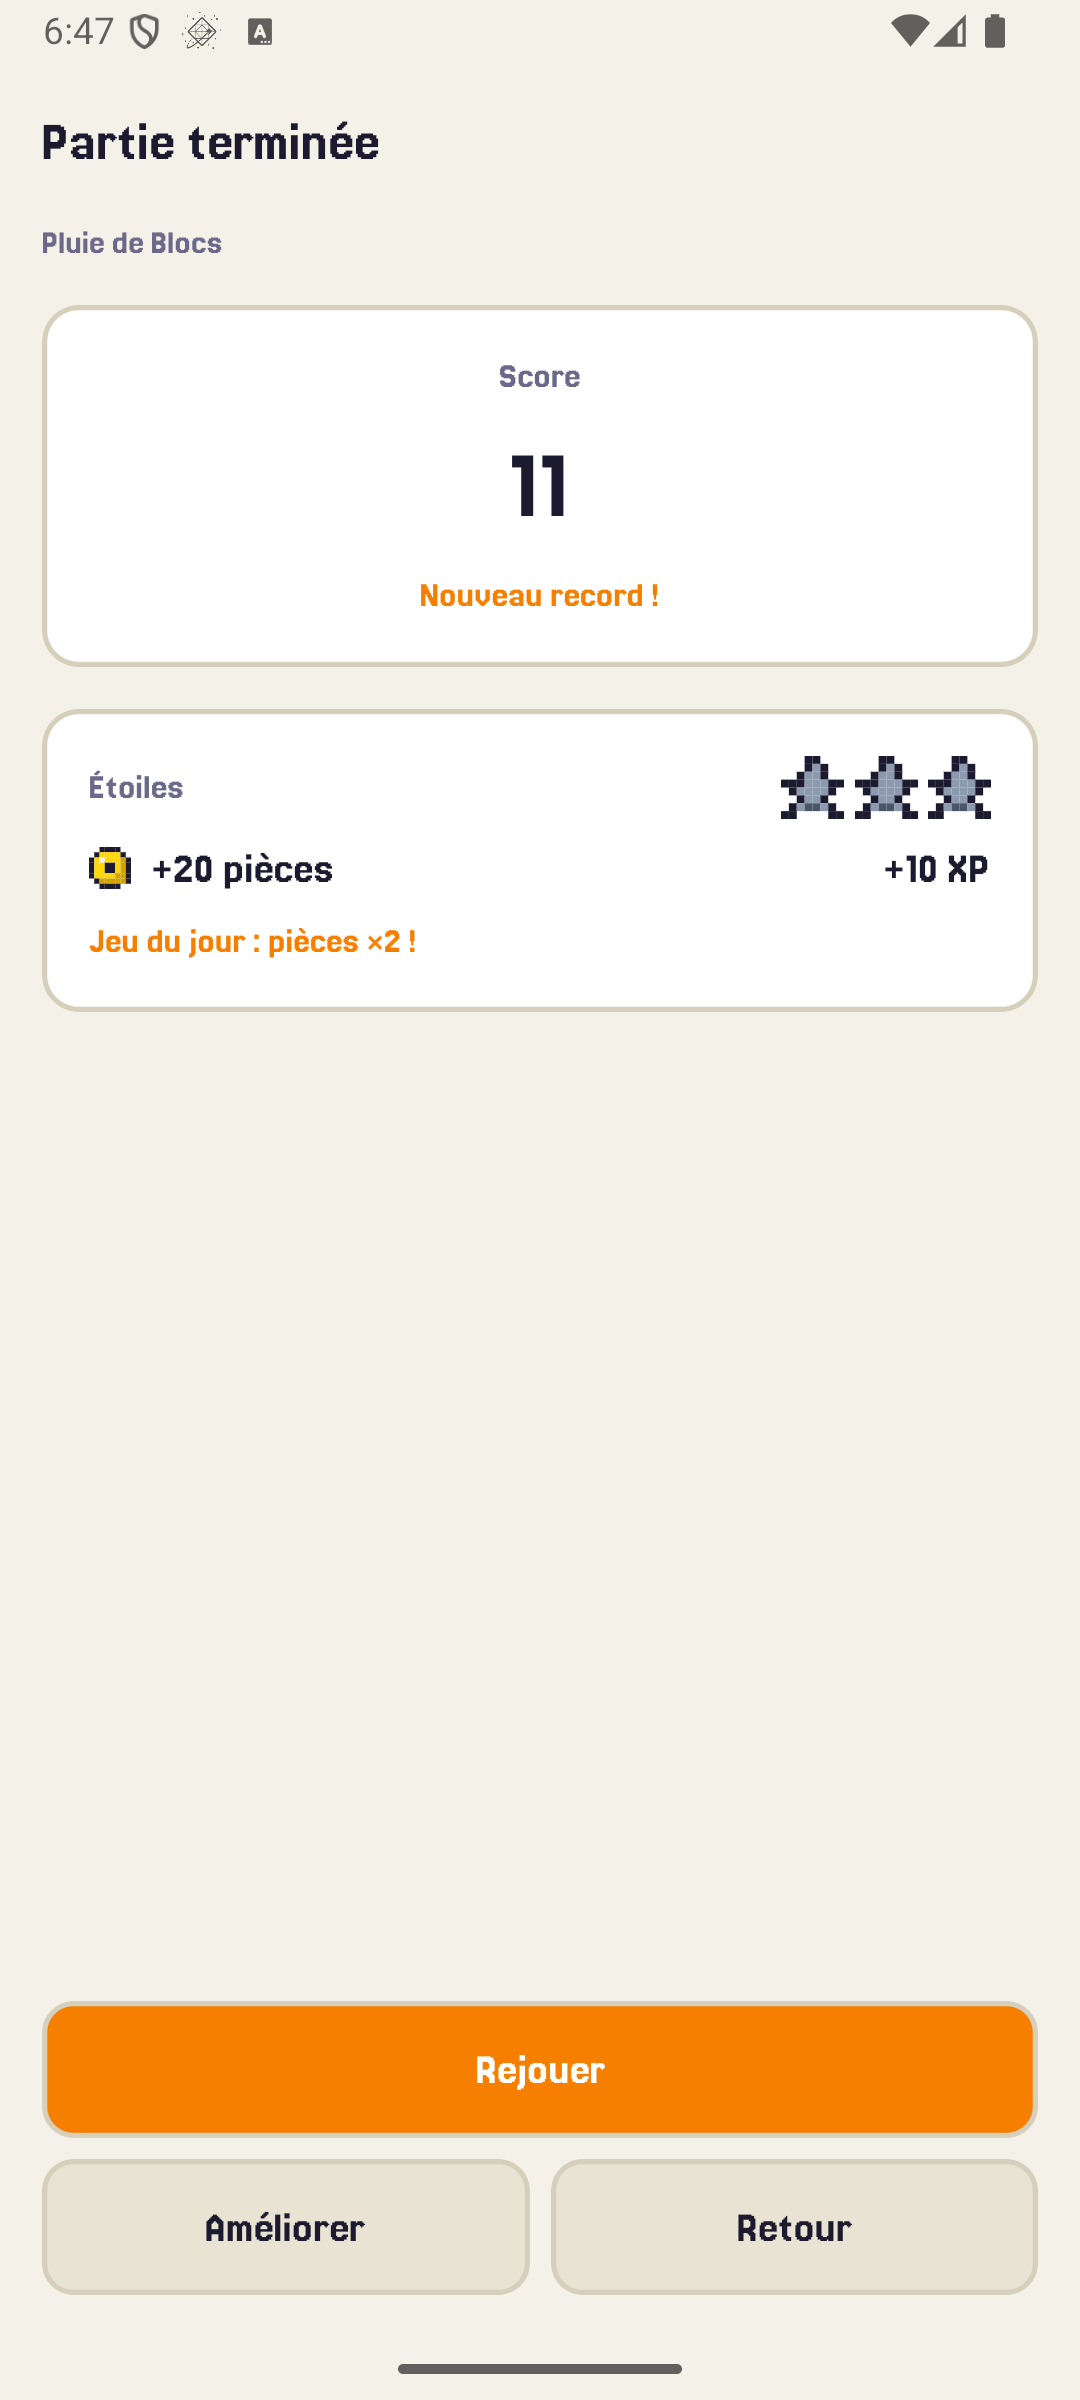 6:47
Partie terminée
Pluie de Blocs
Score
11
Nouveau record !
Étoiles
+20 pièces
+10 XP
Jeu du jour : pièces ×2 !
Rejouer
Améliorer
Retour